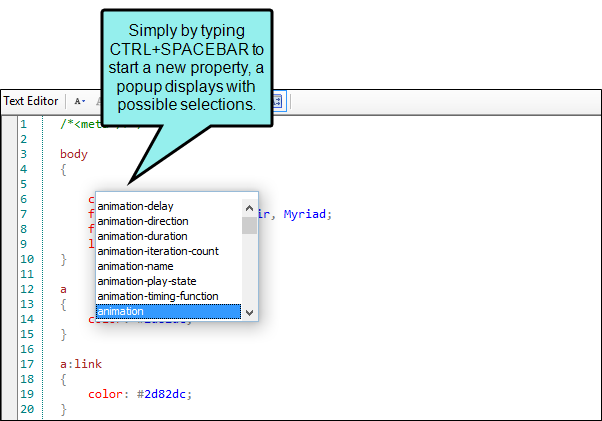 Simply by typing
CTRL+SPACEBAR to
start a new property, a
popup displays with
possible selections.
Text Editor
1 /*<met
2
3 body
4 {
5
6 c
7 f , Myriad;
8 f
9 l
10 }
11
12 a
13 {
14 color:
15 }
16
17 a:link
18 {
19 color: #2d82dc;
20 }
animation-delay
animation-direction
animation-duration
animation-iteration-count
animation-name
animation-play-state
animation-timing-function
animation